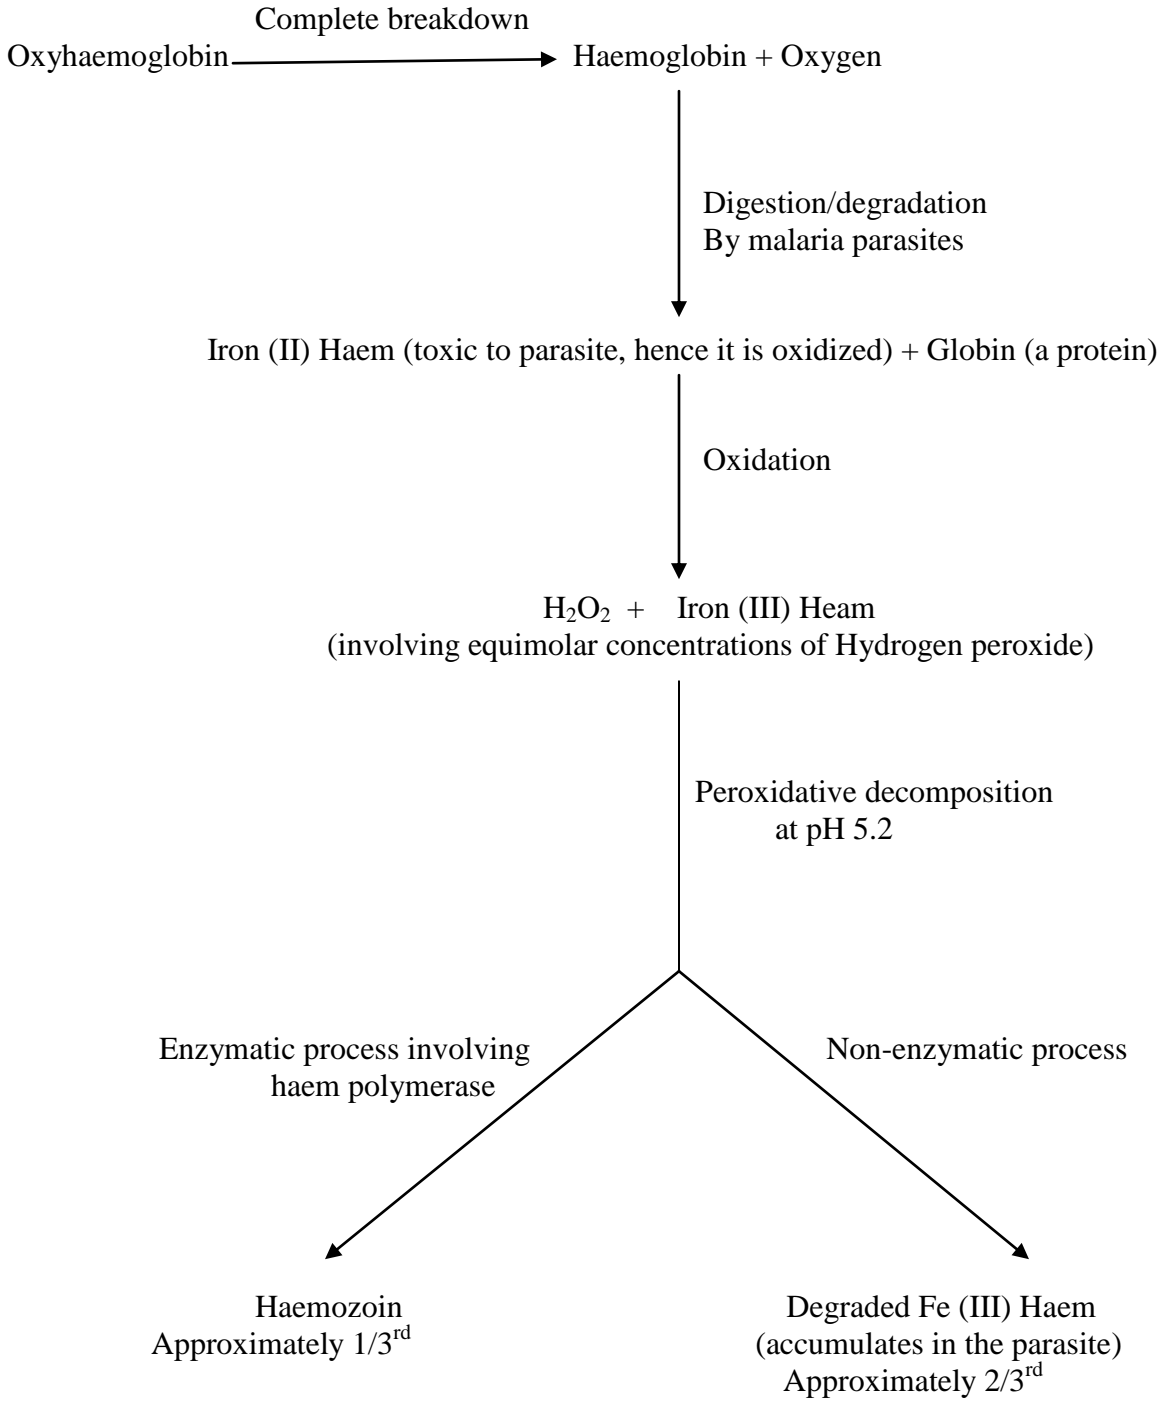 Complete breakdown
Oxyhaemoglobin Haemoglobin + Oxygen
Digestion/degradation
By malaria parasites
Iron (II) Haem (toxic to parasite, hence it is oxidized) + Globin (a protein)
Oxidation
H₂O₂ + Iron (III) Heam
(involving equimolar concentrations of Hydrogen peroxide)
Peroxidative decomposition
at pH 5.2
Enzymatic process involving
haem polymerase
Non-enzymatic process
Haemozoin
Approximately 1/3rd
Degraded Fe (III) Haem
(accumulates in the parasite)
Approximately 2/3rd